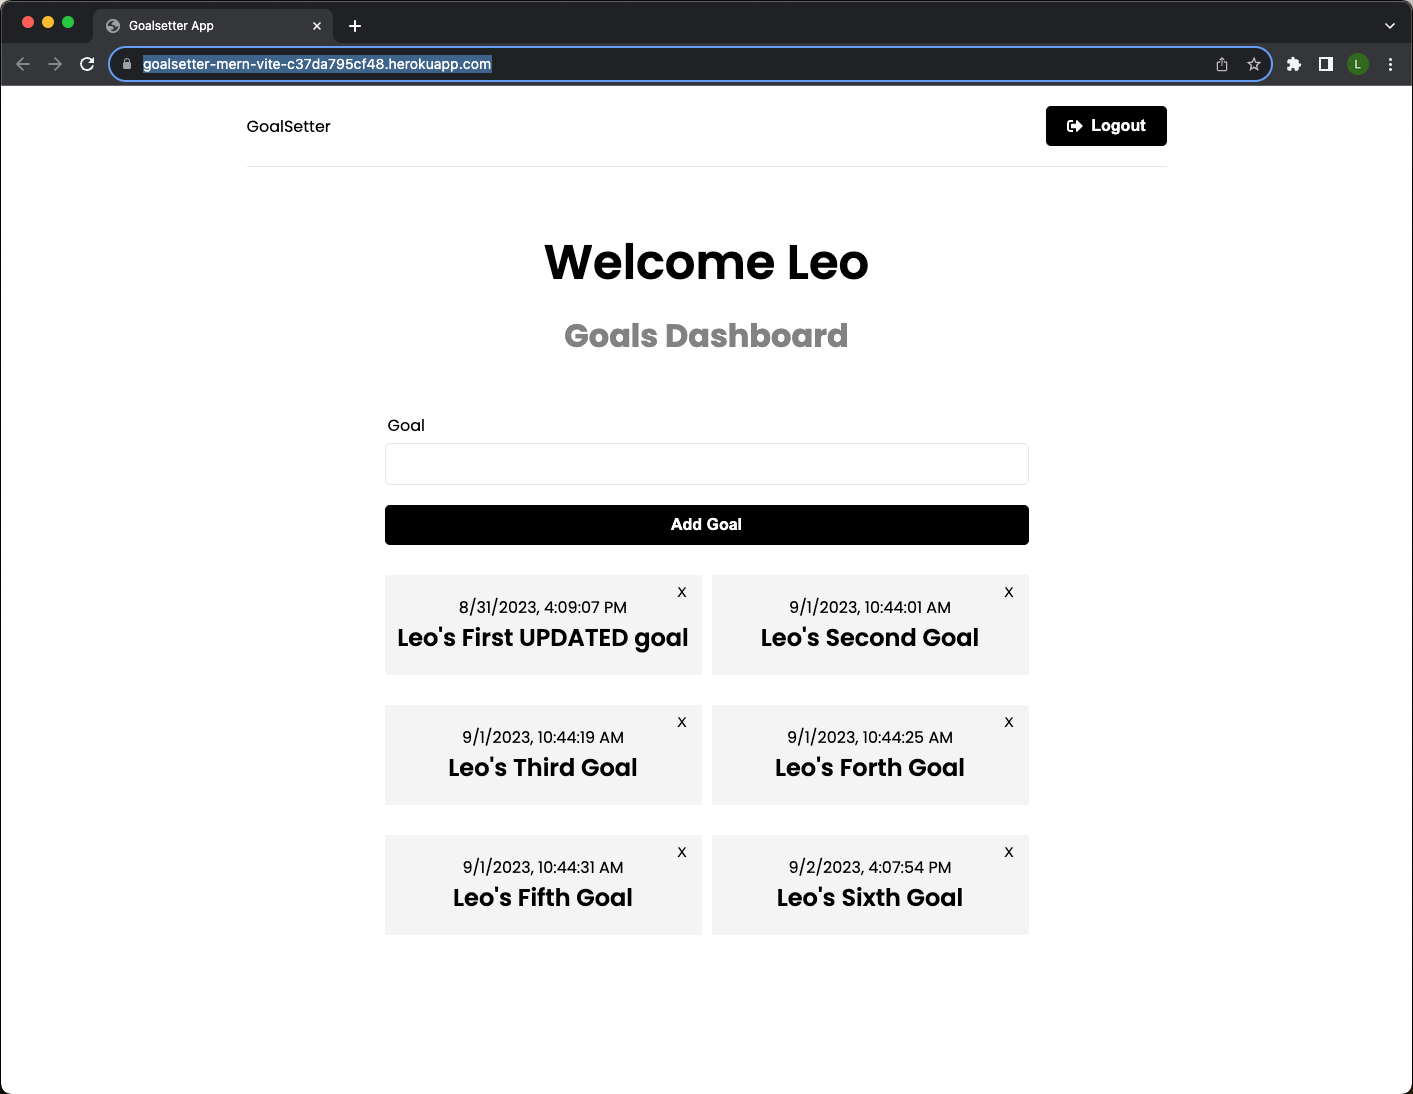 Goalsetter App
goalsetter-mern-vite-c37da795cf48.herokuapp.com
L
GoalSetter
Logout
Welcome Leo
Goals Dashboard
Goal
Add Goal
X
8/31/2023, 4:09:07 PM
Leo's First UPDATED goal
X
9/1/2023, 10:44:01 AM
Leo's Second Goal
X
9/1/2023, 10:44:19 AM
Leo's Third Goal
X
9/1/2023, 10:44:25 AM
Leo's Forth Goal
X
9/1/2023, 10:44:31 AM
Leo's Fifth Goal
X
9/2/2023, 4:07:54 PM
Leo's Sixth Goal